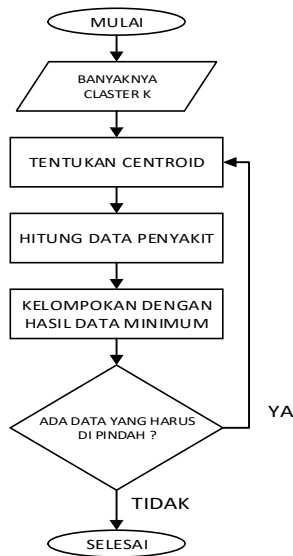 MULAI
BANYAKNYA
CLASTER K
TENTUKAN CENTROID
HITUNG DATA PENYAKIT
KELOMPOKAN DENGAN
HASIL DATA MINIMUM
ADA DATA YANG HARUS
DI PINDAH ?
YA
TIDAK
SELESAI